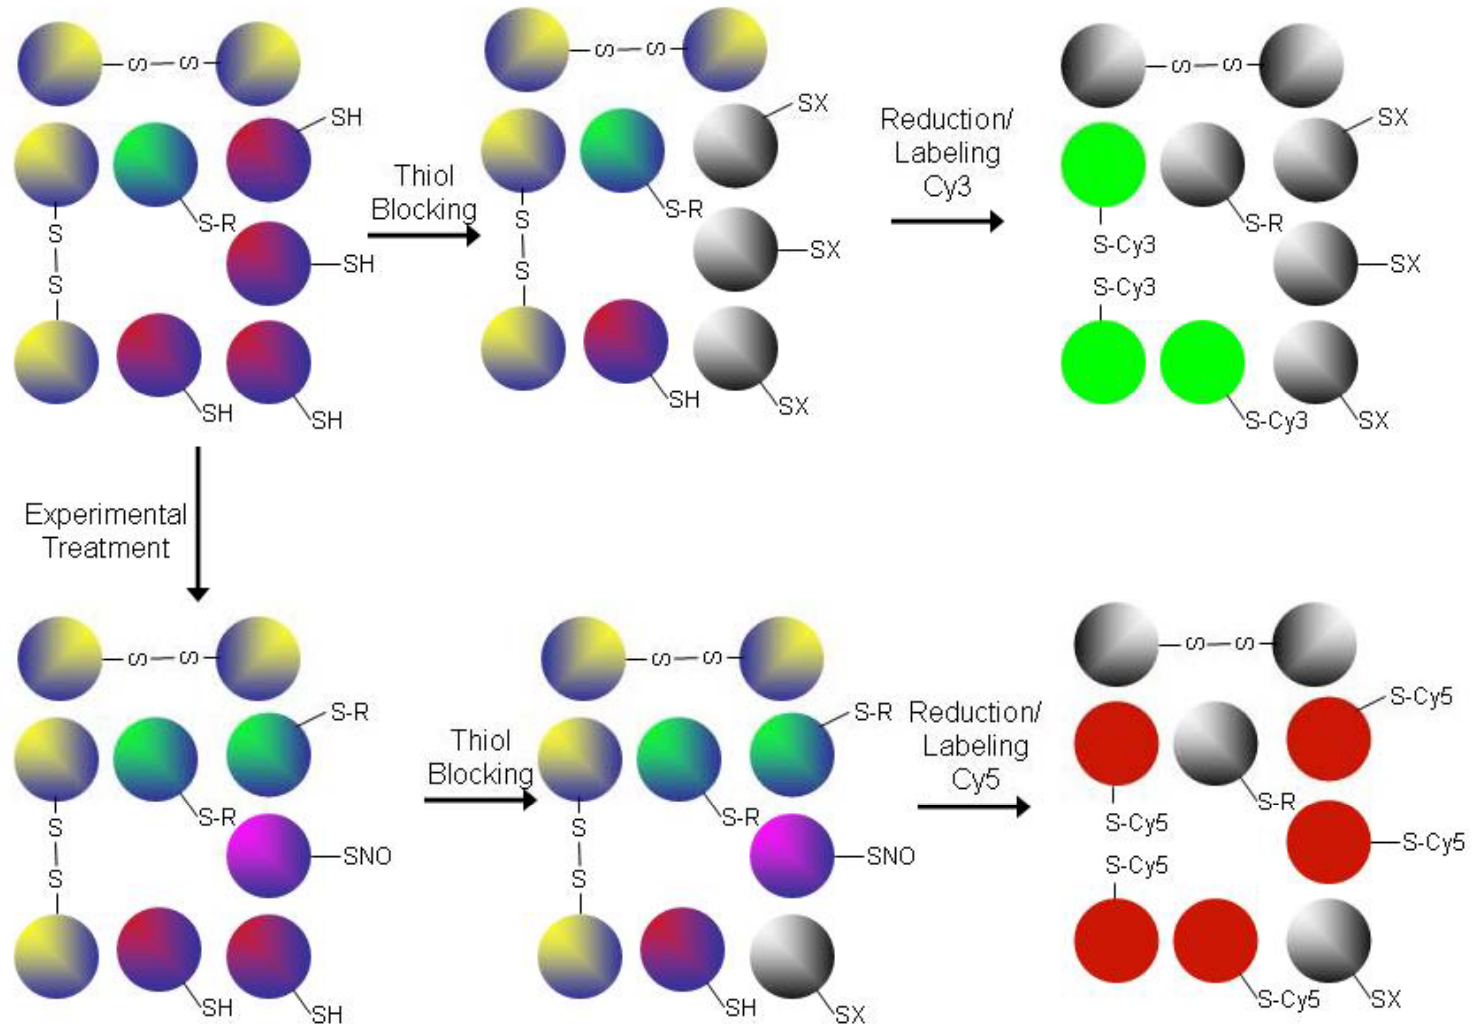 S S
S S
S S
SH
SX
SX
Reduction/
Labeling
Cy3
Thiol
Blocking
S-R
S-R
S-R
S
S
S
S
SH
SX
SX
S-Cy3
S-Cy3
SH
SH
SH
SX
S-Cy3
SX
Experimental
Treatment
S S
S S
S S
S-R
S-R
S-Cy5
Reduction/
Labeling
Cy5
Thiol
Blocking
S-R
S-R
S-R
S
S
S
S
SNO
SNO
S-Cy5
S-Cy5
S-Cy5
SH
SH
SH
SX
S-Cy5
SX